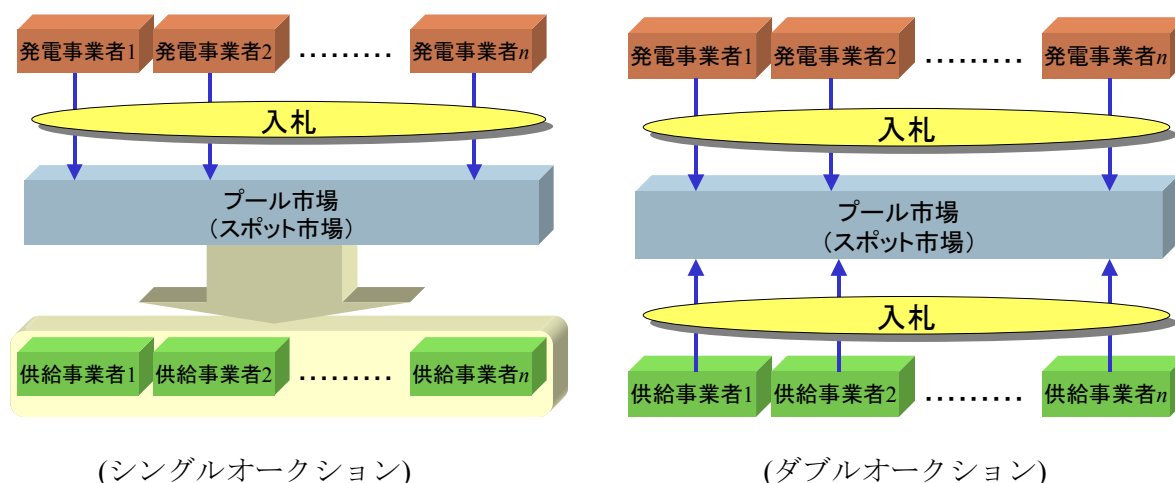 発電事業者1 発電事業者2 ......... 発電事業者n
入札
プール市場
（スポット市場）
供給事業者1 供給事業者2 ......... 供給事業者n
(シングルオークション)
発電事業者1 発電事業者2 ......... 発電事業者n
入札
プール市場
（スポット市場）
入札
供給事業者1 供給事業者2 ......... 供給事業者n
(ダブルオークション)